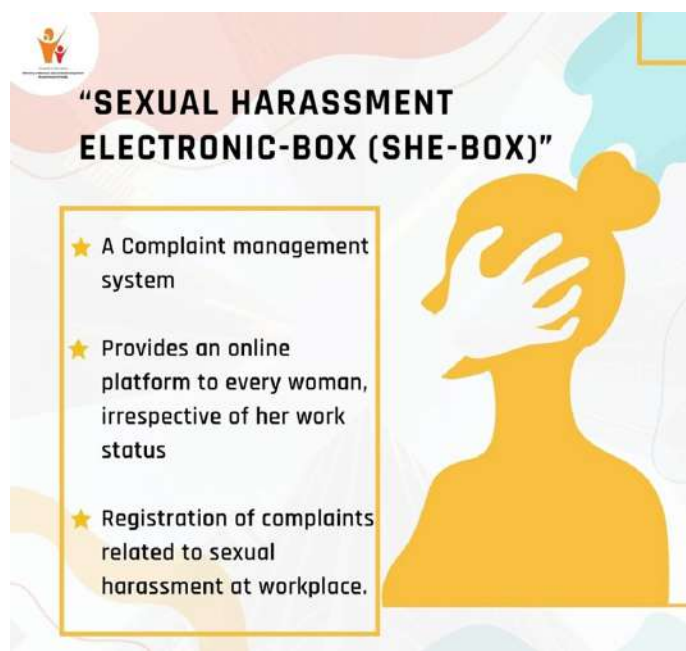 “SEXUAL HARASSMENT
ELECTRONIC-BOX (SHE-BOX)”
A Complaint management
system
Provides an online
platform to every woman,
irrespective of her work
status
Registration of complaints
related to sexual
harassment at workplace.